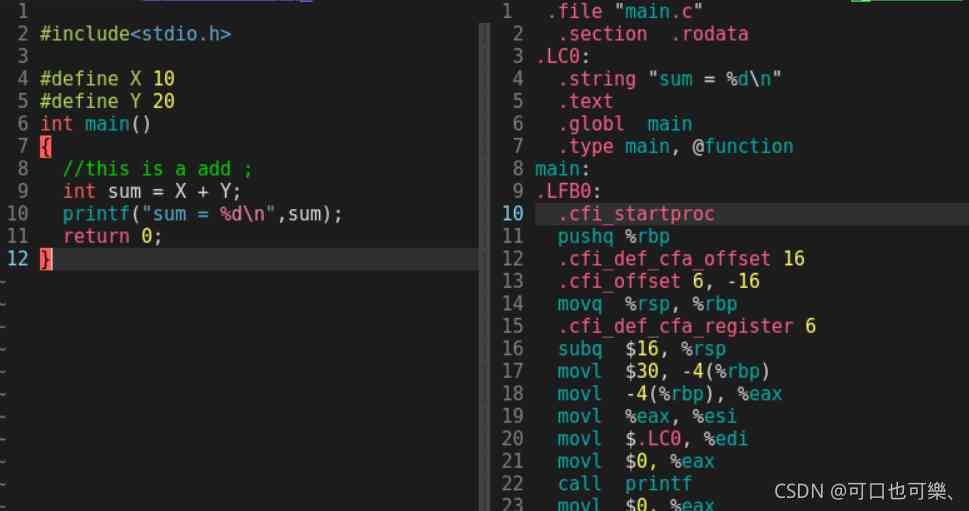 1
2 #include<stdio.h>
3
4 #define X 10
5 #define Y 20
6 int main()
7 {
8   //this is a add ;
9   int sum = X + Y;
10   printf("sum = %d\n",sum);
11   return 0;
12 }
~
~
~
~
~
~
~
~
~
~
~
1   .file "main.c"
2   .section  .rodata
3 .LC0:
4   .string "sum = %d\n"
5   .text
6   .globl  main
7   .type main, @function
8 main:
9 .LFB0:
10   .cfi_startproc
11   pushq %rbp
12   .cfi_def_cfa_offset 16
13   .cfi_offset 6, -16
14   movq  %rsp, %rbp
15   .cfi_def_cfa_register 6
16   subq  $16, %rsp
17   movl  $30, -4(%rbp)
18   movl  -4(%rbp), %eax
19   movl  %eax, %esi
20   movl  $.LC0, %edi
21   movl  $0, %eax
22   call  printf
23   movl  $0, %eax
CSDN @可口也可樂、